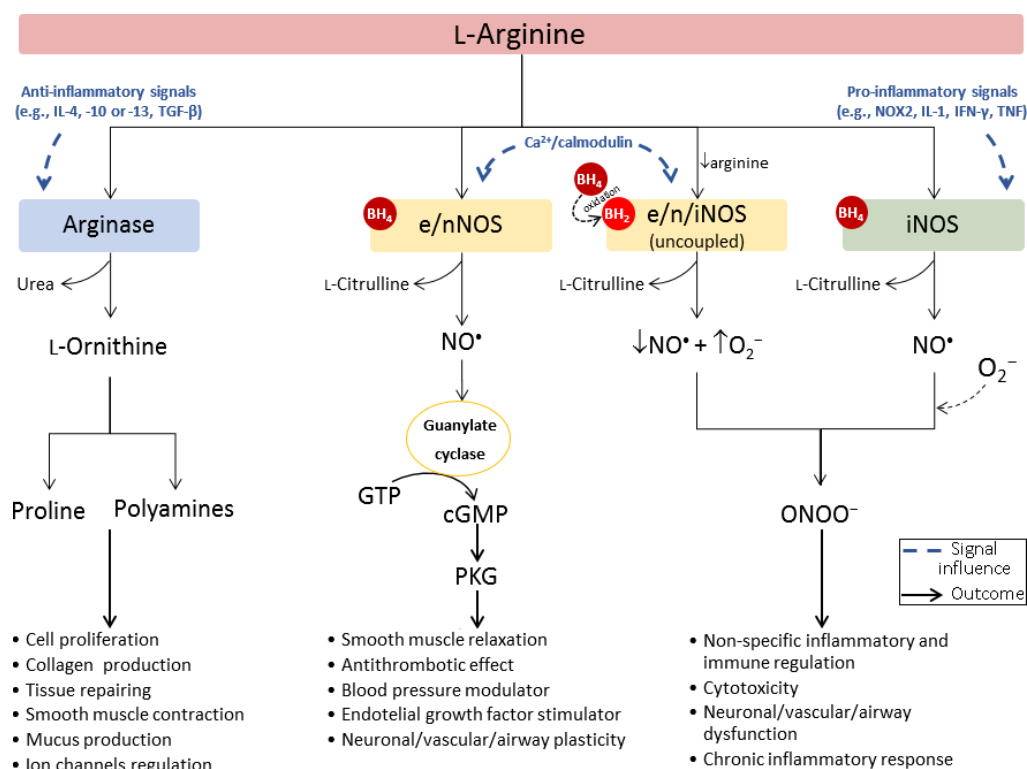 L-Arginine
Anti-inflammatory signals
(e.g., IL-4, -10 or -13, TGF-β)
Pro-inflammatory signals
(e.g., NOX2, IL-1, IFN-γ, TNF)
Ca²⁺/calmodulin
↓arginine
Arginase
BH₄
e/nNOS
BH₄
oxidation
BH₂
e/n/iNOS
(uncoupled)
BH₄
iNOS
Urea
L-Citrulline
L-Citrulline
L-Citrulline
L-Ornithine
NO•
↓NO• + ↑O₂⁻
NO•
O₂⁻
Guanylate
cyclase
Proline
Polyamines
GTP
cGMP
ONOO⁻
PKG
Signal
influence
Outcome
• Cell proliferation
• Collagen production
• Tissue repairing
• Smooth muscle contraction
• Mucus production
• Ion channels regulation
• Smooth muscle relaxation
• Antithrombotic effect
• Blood pressure modulator
• Endotelial growth factor stimulator
• Neuronal/vascular/airway plasticity
• Non-specific inflammatory and
immune regulation
• Cytotoxicity
• Neuronal/vascular/airway
dysfunction
• Chronic inflammatory response